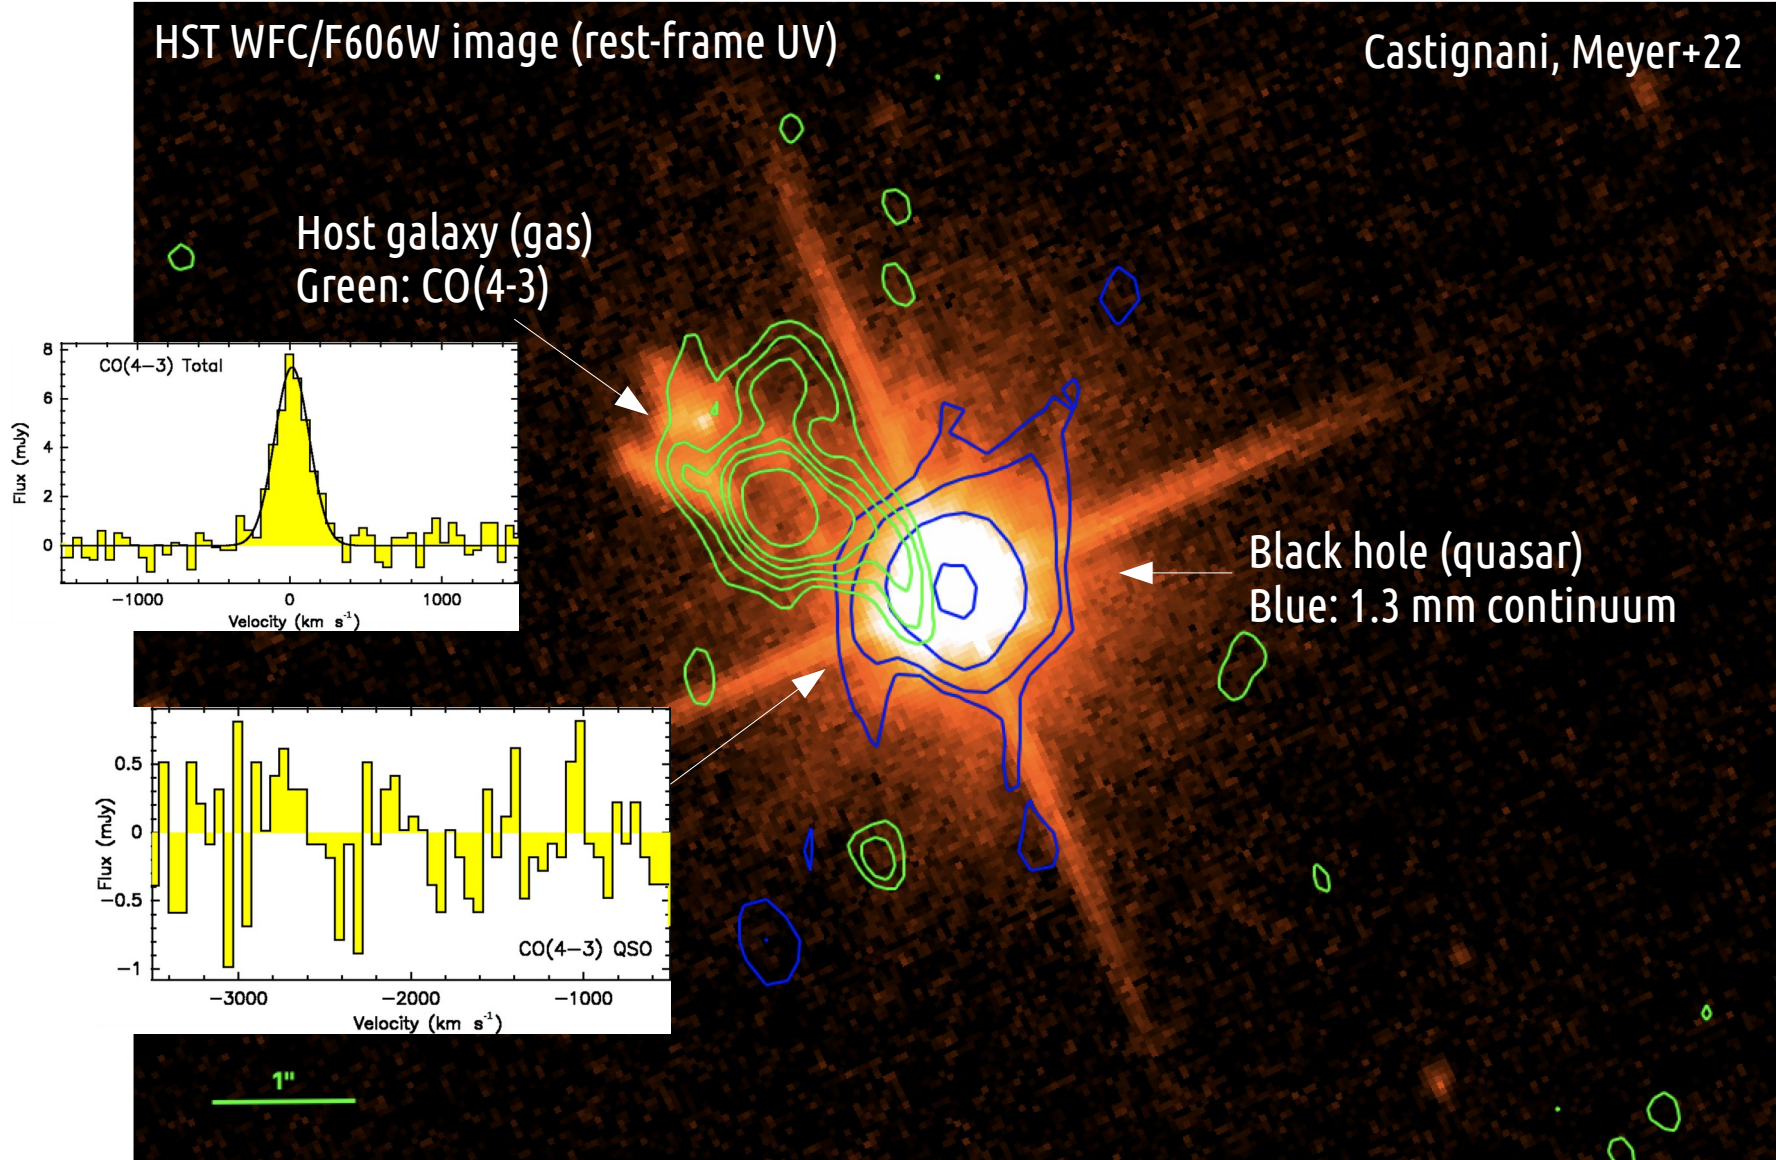 HST WFC/F606W image (rest-frame UV)
Castignani, Meyer+22
Host galaxy (gas)
Green: CO(4-3)
CO(4−3) Total
8
6
4
2
0
Flux (mJy)
−1000 0 1000
Velocity (km s⁻¹)
Black hole (quasar)
Blue: 1.3 mm continuum
0.5
0
−0.5
−1
Flux (mJy)
CO(4−3) QSO
−3000 −2000 −1000
Velocity (km s⁻¹)
1"